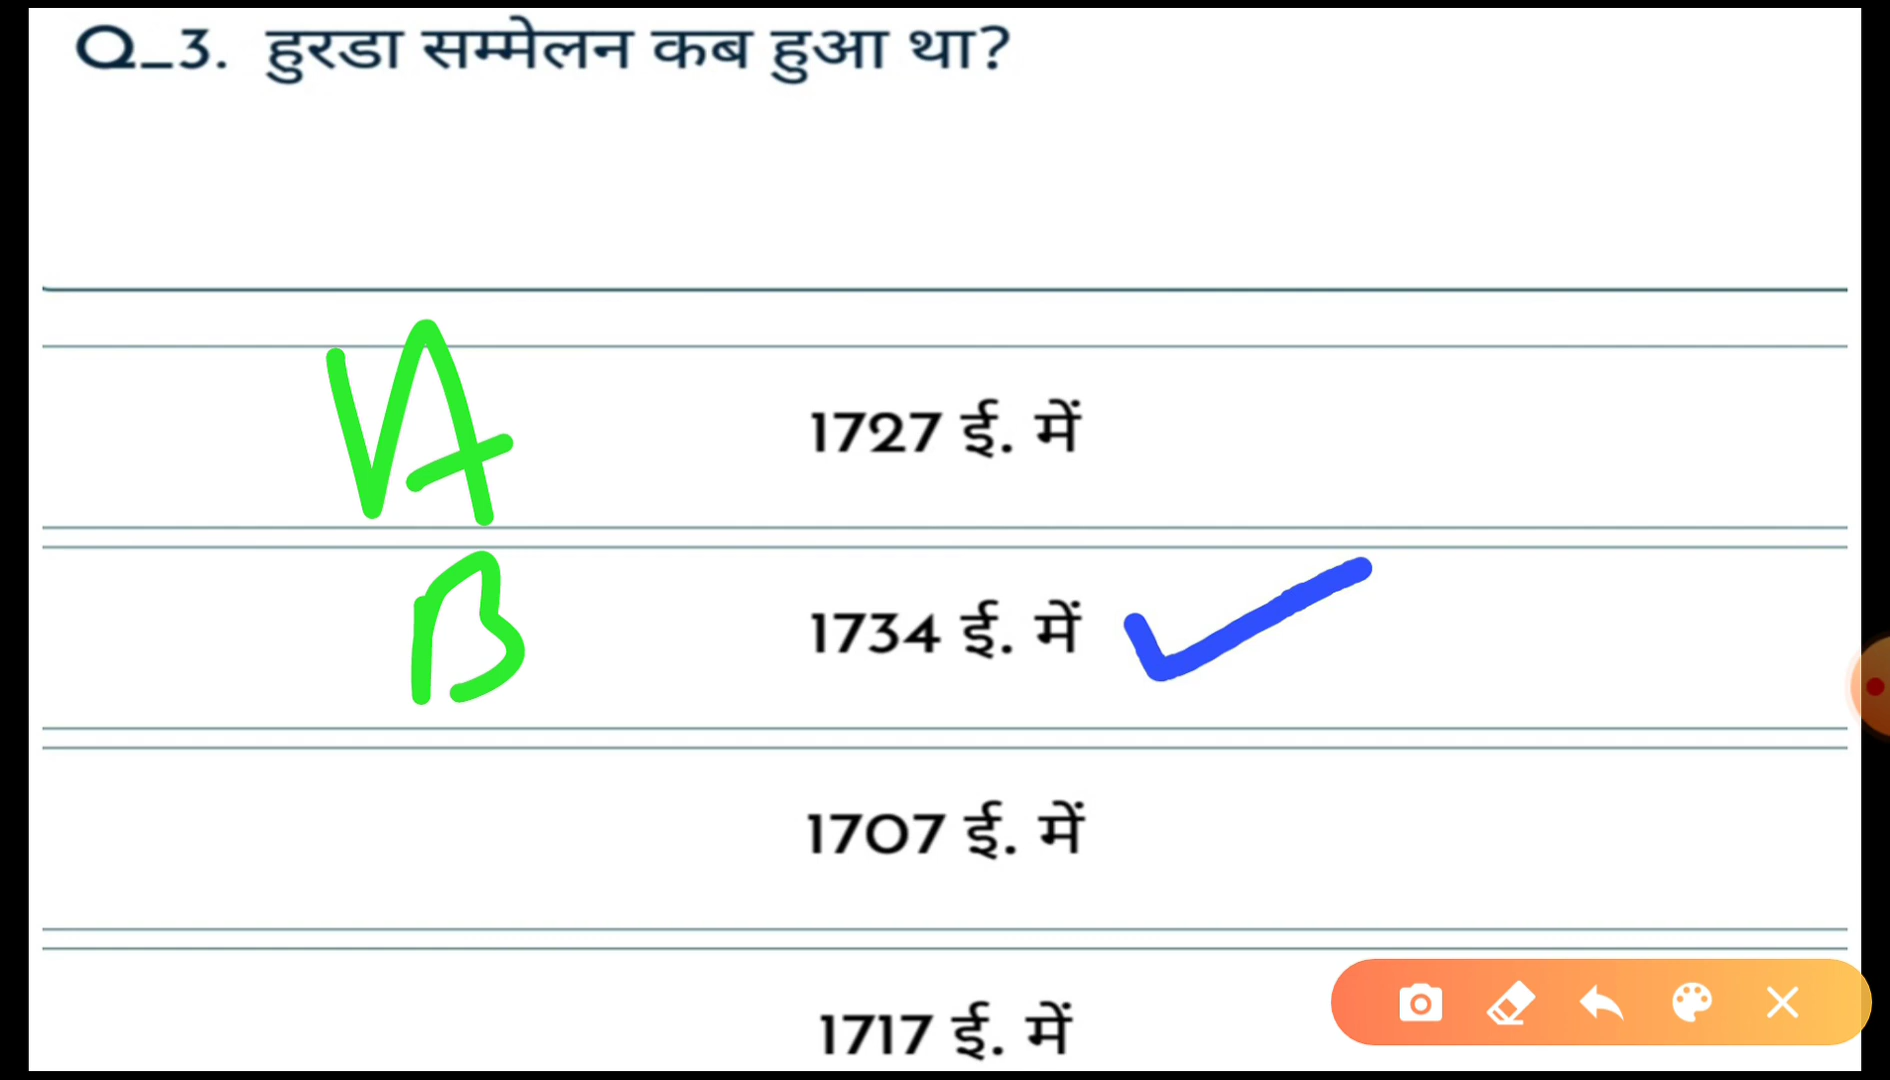 Q_3. हुरडा सम्मेलन कब हुआ था?
A
1727 ई. में
B
1734 ई. में
1707 ई. में
1717 ई. में